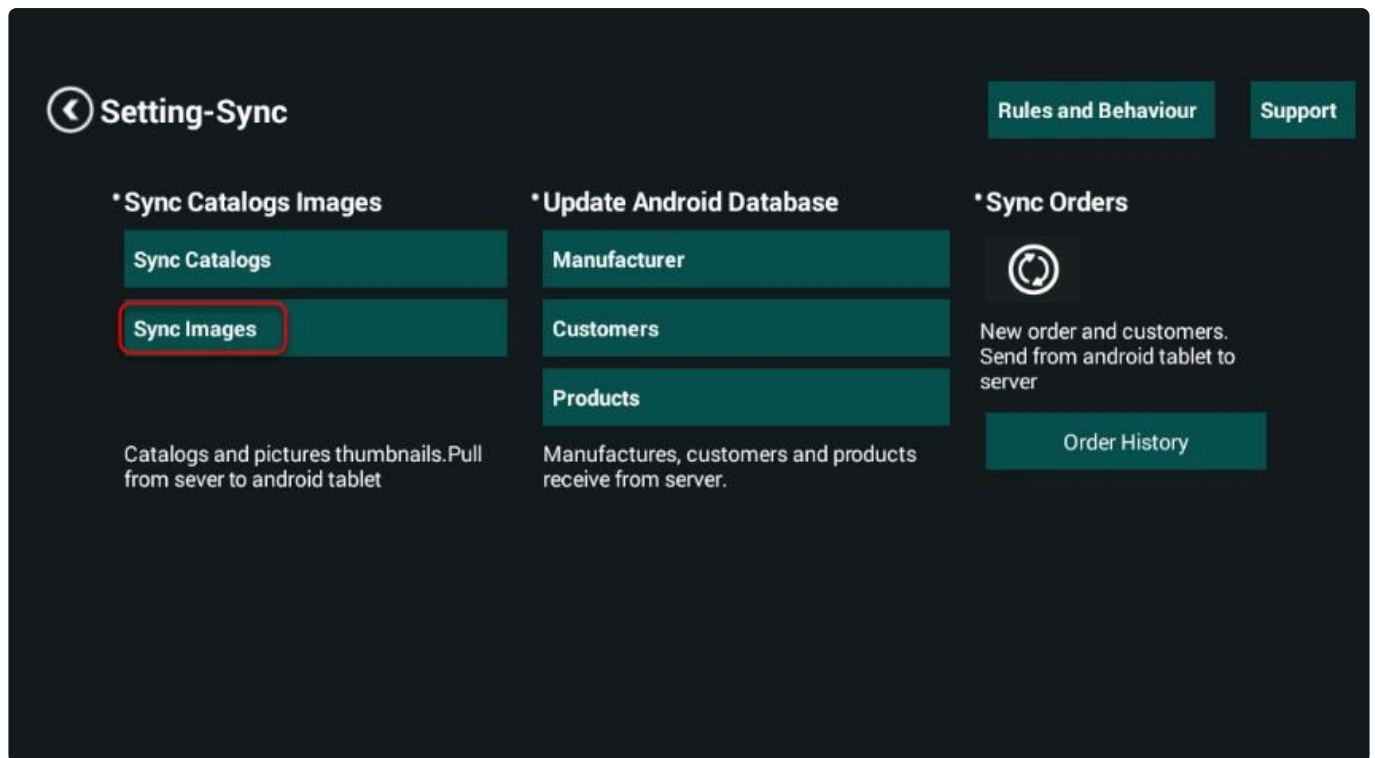 Setting-Sync
Rules and Behaviour
Support
* Sync Catalogs Images
Sync Catalogs
Sync Images
Catalogs and pictures thumbnails.Pull
from sever to android tablet
* Update Android Database
Manufacturer
Customers
Products
Manufactures, customers and products
receive from server.
* Sync Orders
New order and customers.
Send from android tablet to
server
Order History